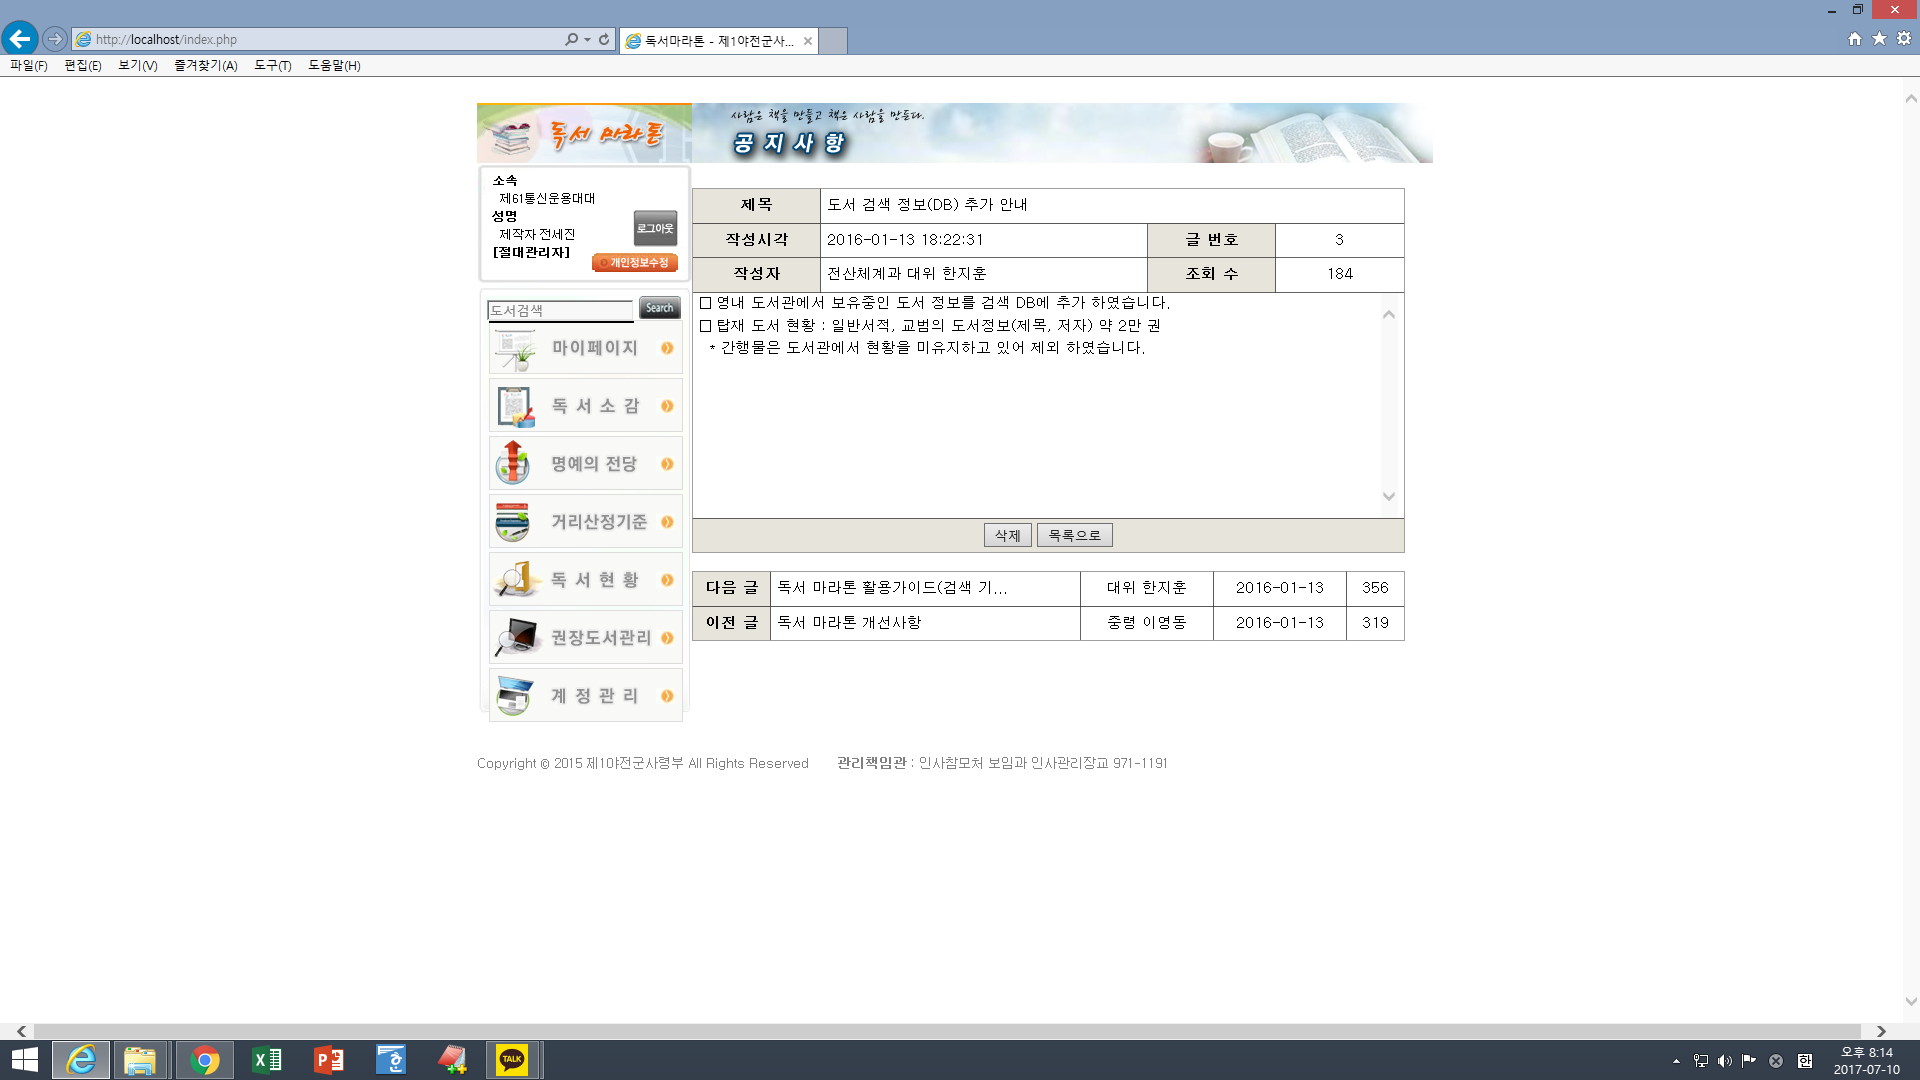 http://localhost/index.php
독서마라톤 - 제1야전군사...
파일(F) 편집(E) 보기(V) 즐겨찾기(A) 도구(T) 도움말(H)
독서 마라톤
사람은 책을 만들고 책은 사람을 만든다.
공지사항
소속
제61통신운용대대
성명
제작자 전세진
[절대관리자]
로그아웃
개인정보수정
도서검색
Search
마이페이지
독서소감
명예의 전당
거리산정기준
독서현황
권장도서관리
계정관리
제목 도서 검색 정보(DB) 추가 안내
작성시각 2016-01-13 18:22:31 글 번호 3
작성자 전산체계과 대위 한지훈 조회 수 184
□ 영내 도서관에서 보유중인 도서 정보를 검색 DB에 추가 하였습니다.
□ 탑재 도서 현황 : 일반서적, 교범의 도서정보(제목, 저자) 약 2만 권
* 간행물은 도서관에서 현황을 미유지하고 있어 제외 하였습니다.
삭제 목록으로
다음 글 독서 마라톤 활용가이드(검색 기... 대위 한지훈 2016-01-13 356
이전 글 독서 마라톤 개선사항 중령 이영동 2016-01-13 319
Copyright © 2015 제1야전군사령부 All Rights Reserved 관리책임관 : 인사참모처 보임과 인사관리장교 971-1191
TALK
한
오후 8:14
2017-07-10